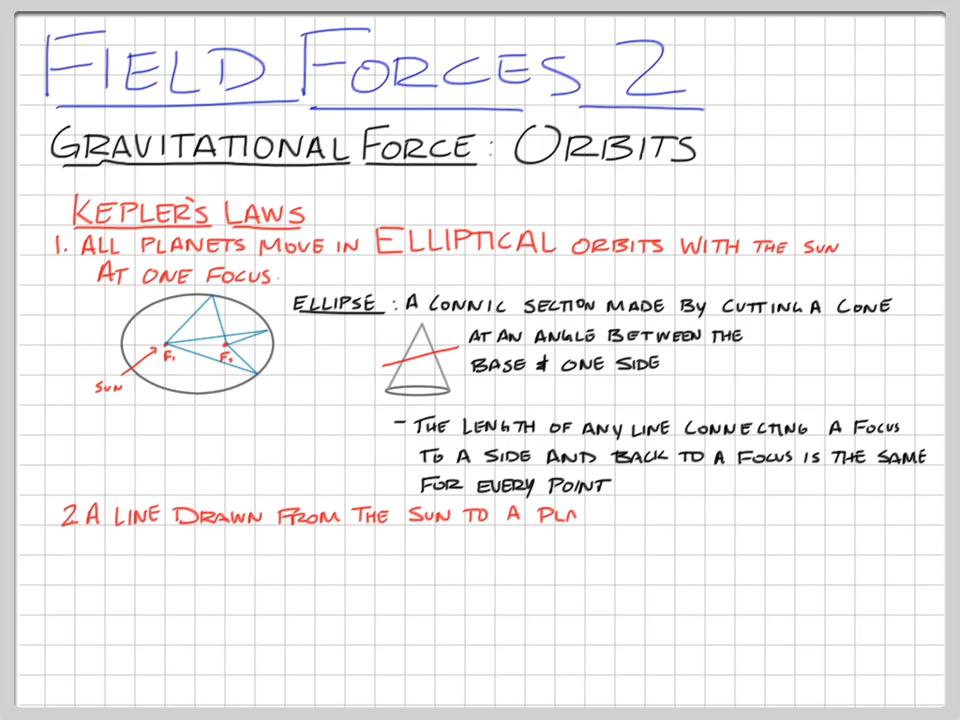 FIELD FORCES 2
GRAVITATIONAL FORCE: ORBITS
KEPLER'S LAWS
1. ALL PLANETS MOVE IN ELLIPTICAL ORBITS WITH THE SUN
AT ONE FOCUS.
ELLIPSE: A CONNIC SECTION MADE BY CUTTING A CONE
AT AN ANGLE BETWEEN THE
BASE & ONE SIDE
F₁ F₂
SUN
- THE LENGTH OF ANY LINE CONNECTING A FOCUS
TO A SIDE AND BACK TO A FOCUS IS THE SAME
FOR EVERY POINT
2 A LINE DRAWN FROM THE SUN TO A PLA